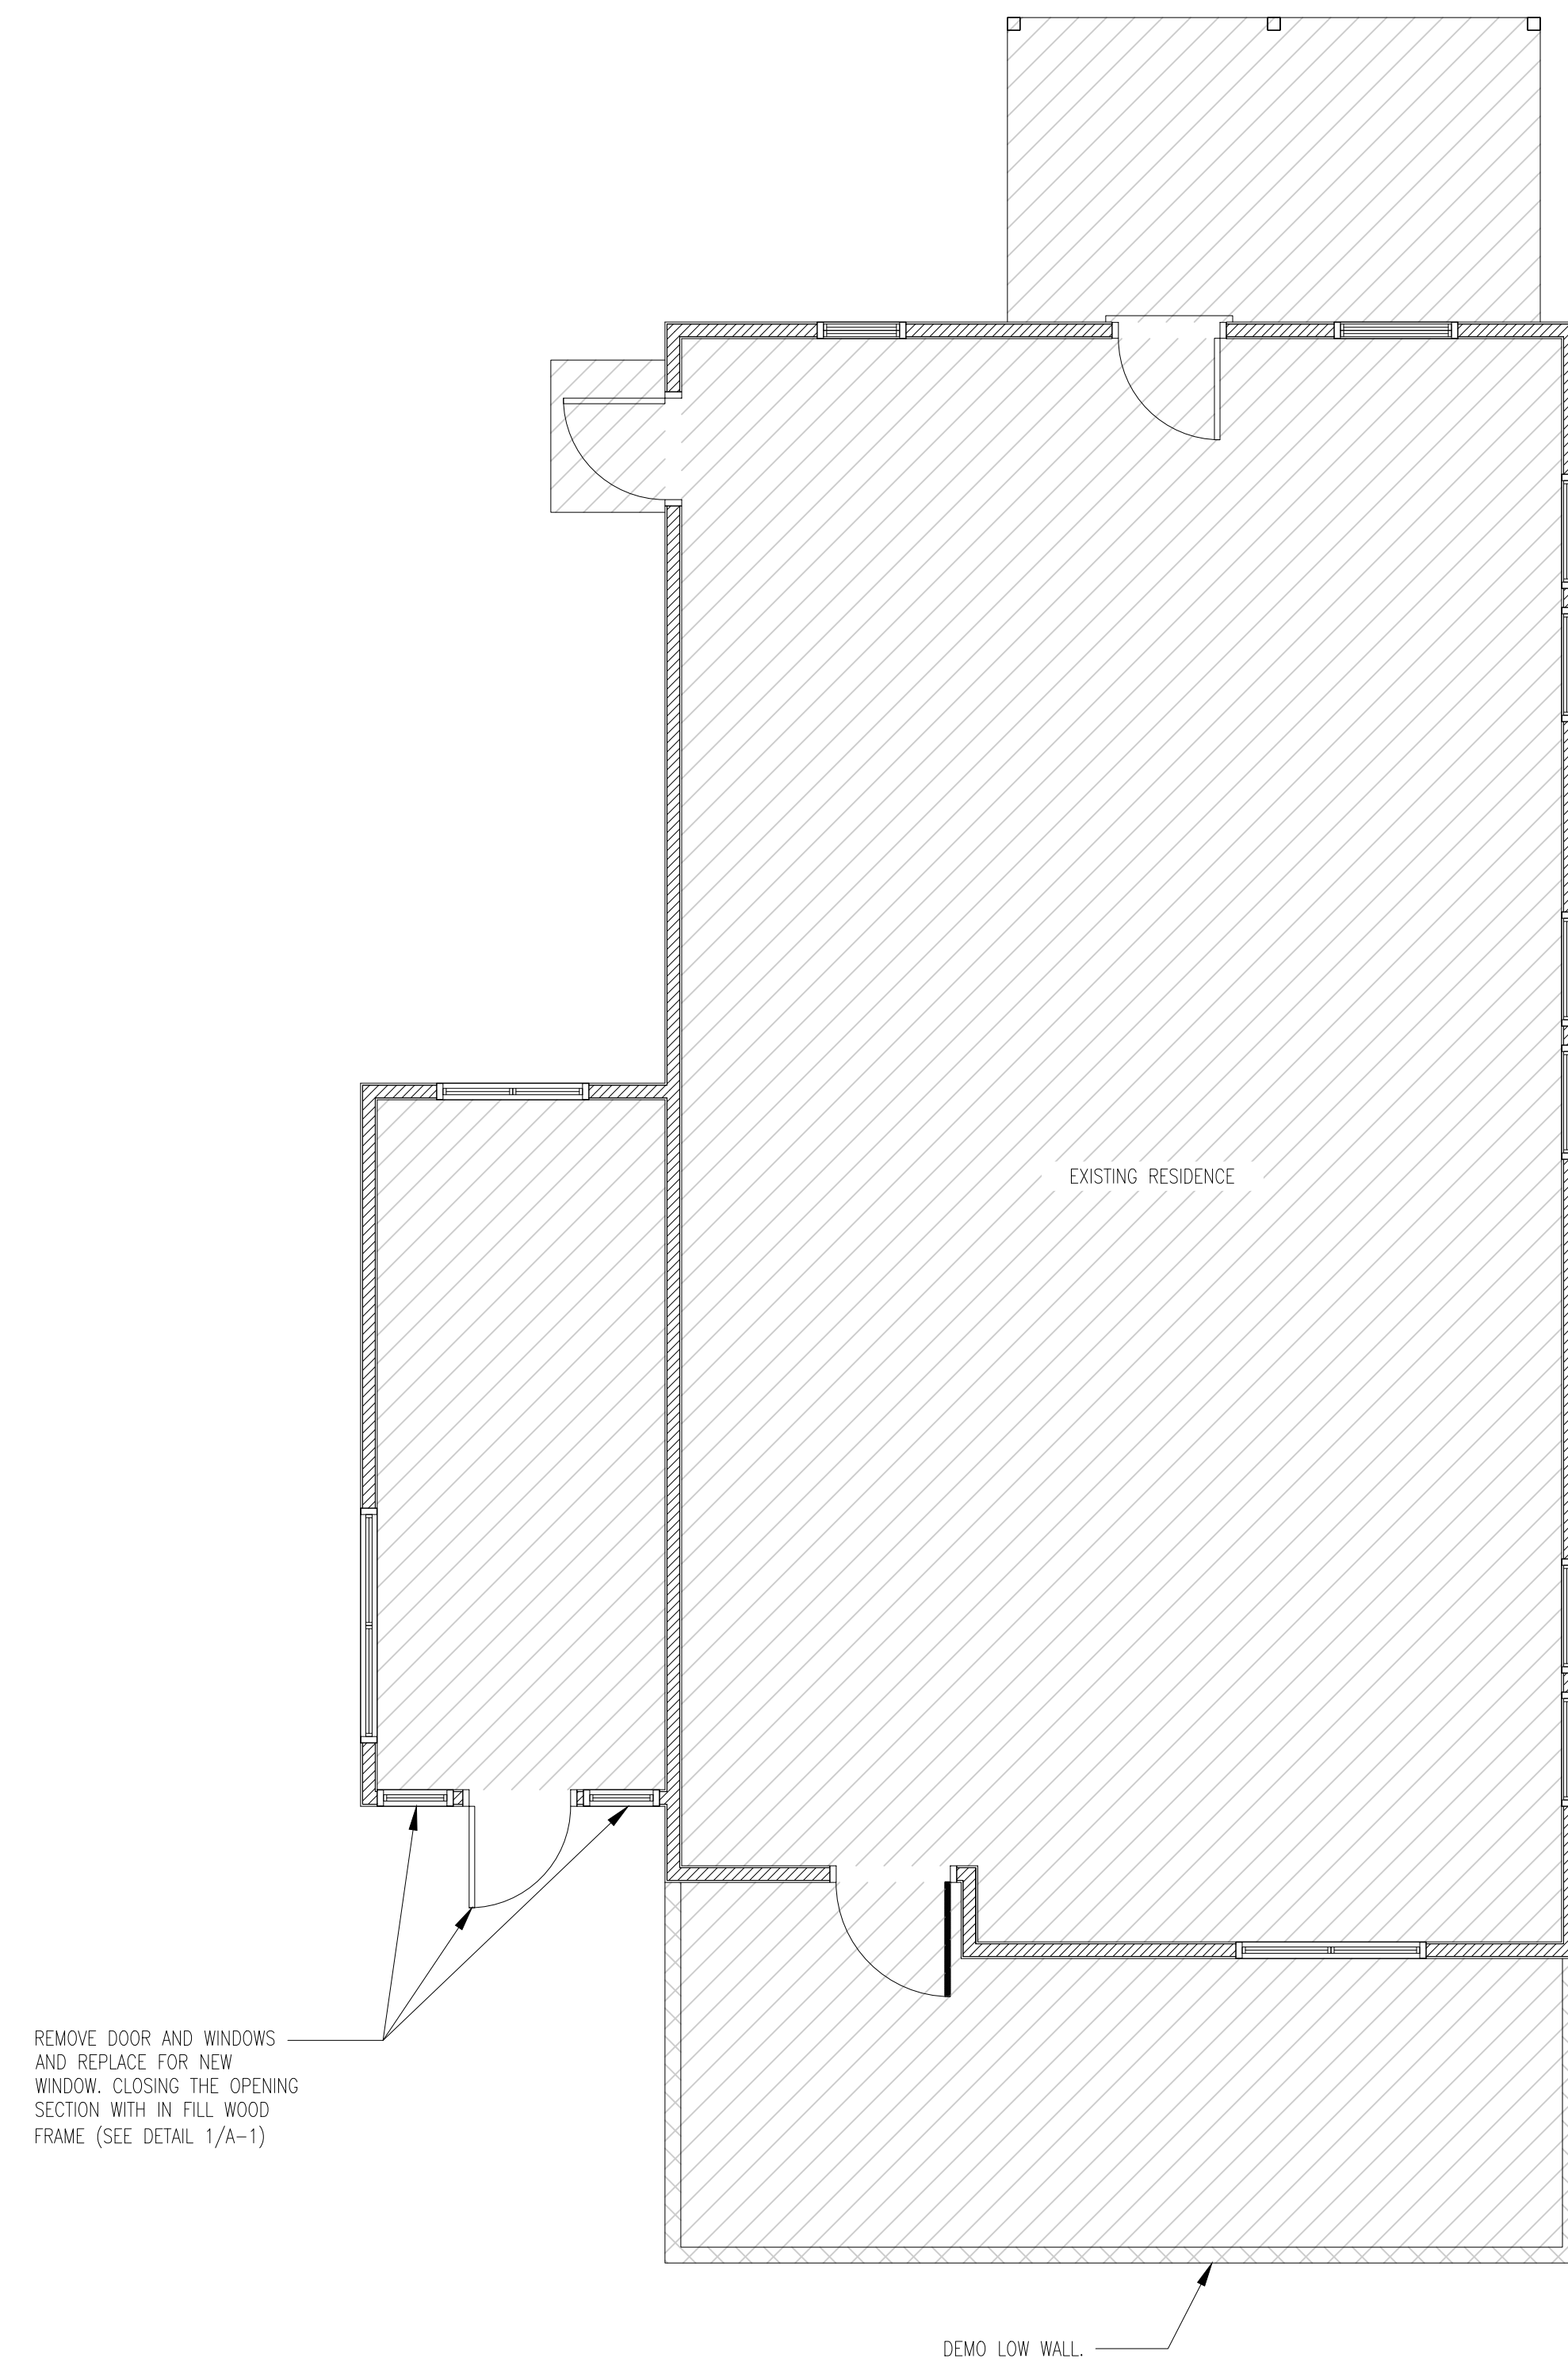 EXISTING RESIDENCE
REMOVE DOOR AND WINDOWS
AND REPLACE FOR NEW
WINDOW. CLOSING THE OPENING
SECTION WITH IN FILL WOOD
FRAME (SEE DETAIL 1/A-1)
DEMO LOW WALL.